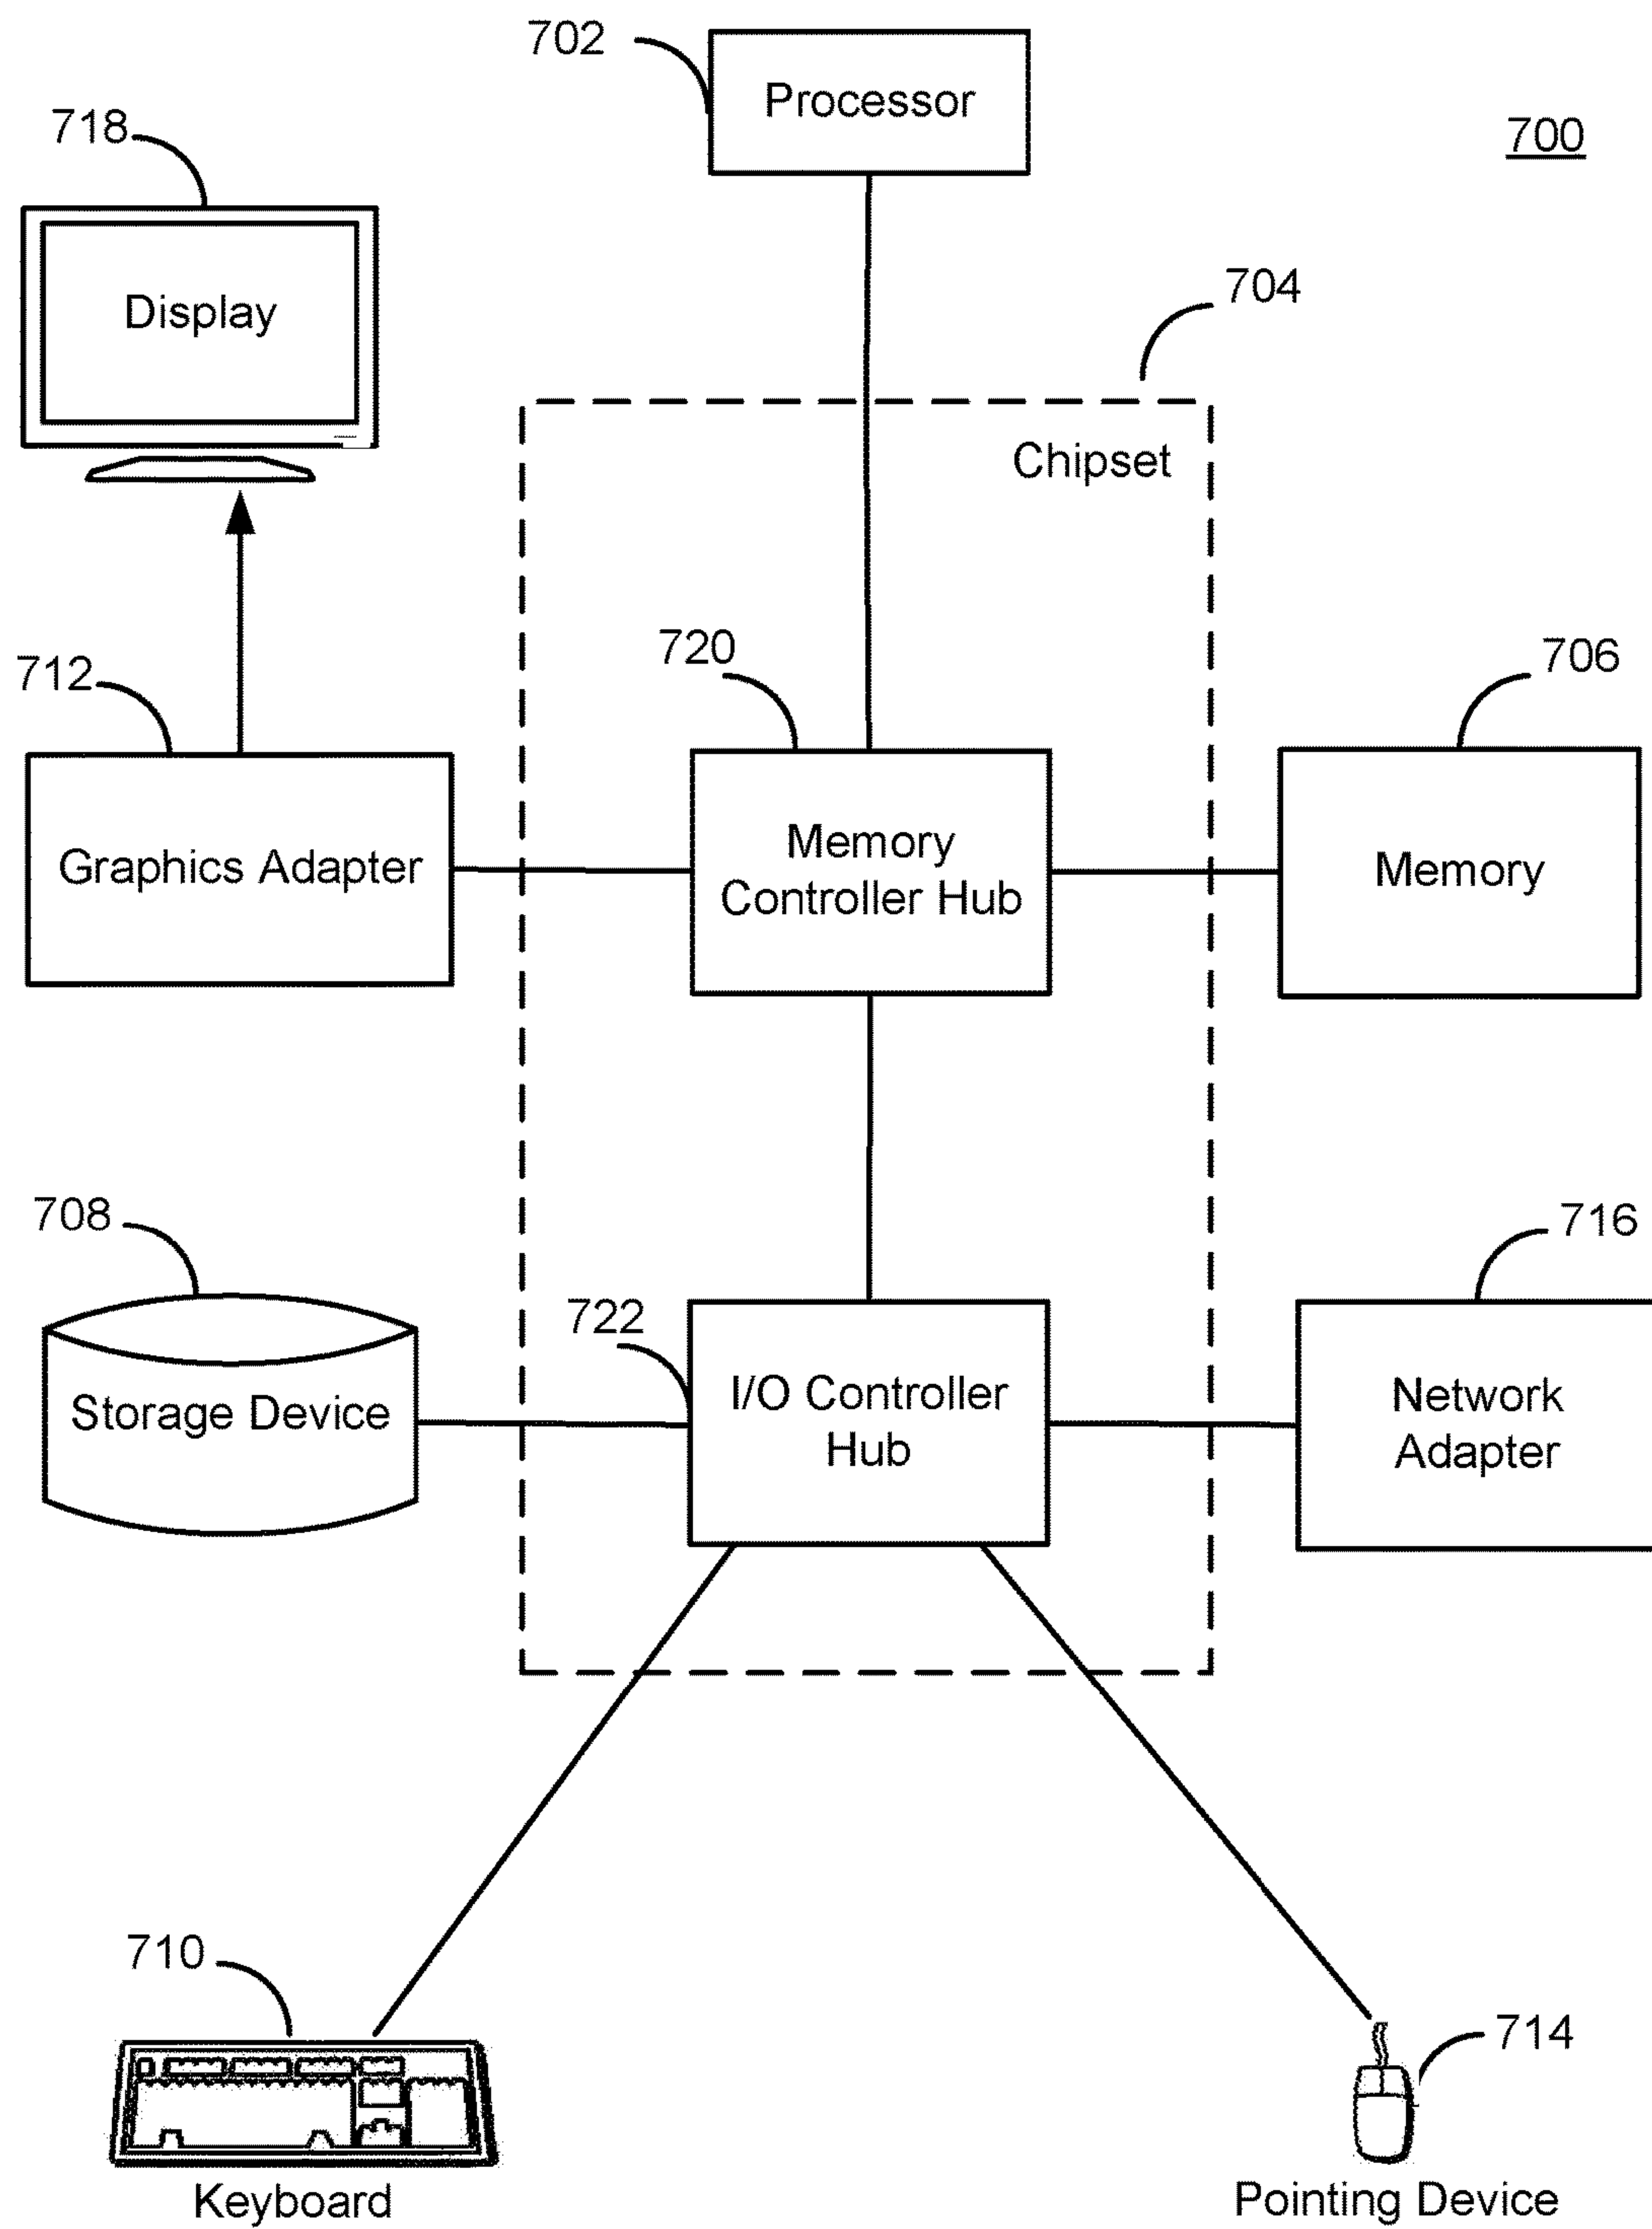 702
Processor
700
718
Display
704
Chipset
712
720
706
Graphics Adapter
Memory
Controller Hub
Memory
708
716
722
Storage Device
I/O Controller
Hub
Network
Adapter
710
714
Keyboard
Pointing Device